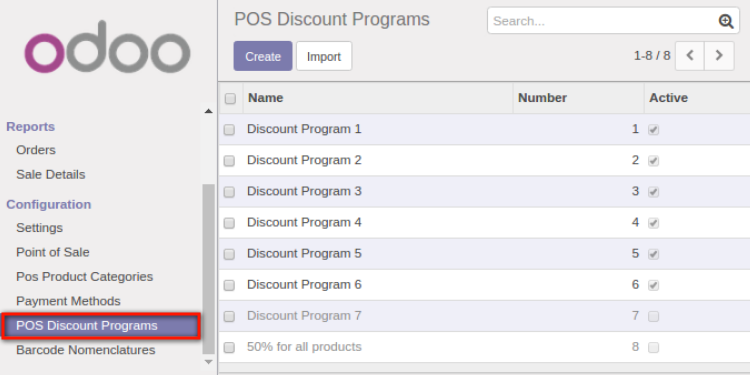 odoo
Reports
Orders
Sale Details
Configuration
Settings
Point of Sale
Pos Product Categories
Payment Methods
POS Discount Programs
Barcode Nomenclatures
POS Discount Programs
Search...
Create Import
1-8 / 8
Name Number Active
Discount Program 1 1
Discount Program 2 2
Discount Program 3 3
Discount Program 4 4
Discount Program 5 5
Discount Program 6 6
Discount Program 7 7
50% for all products 8